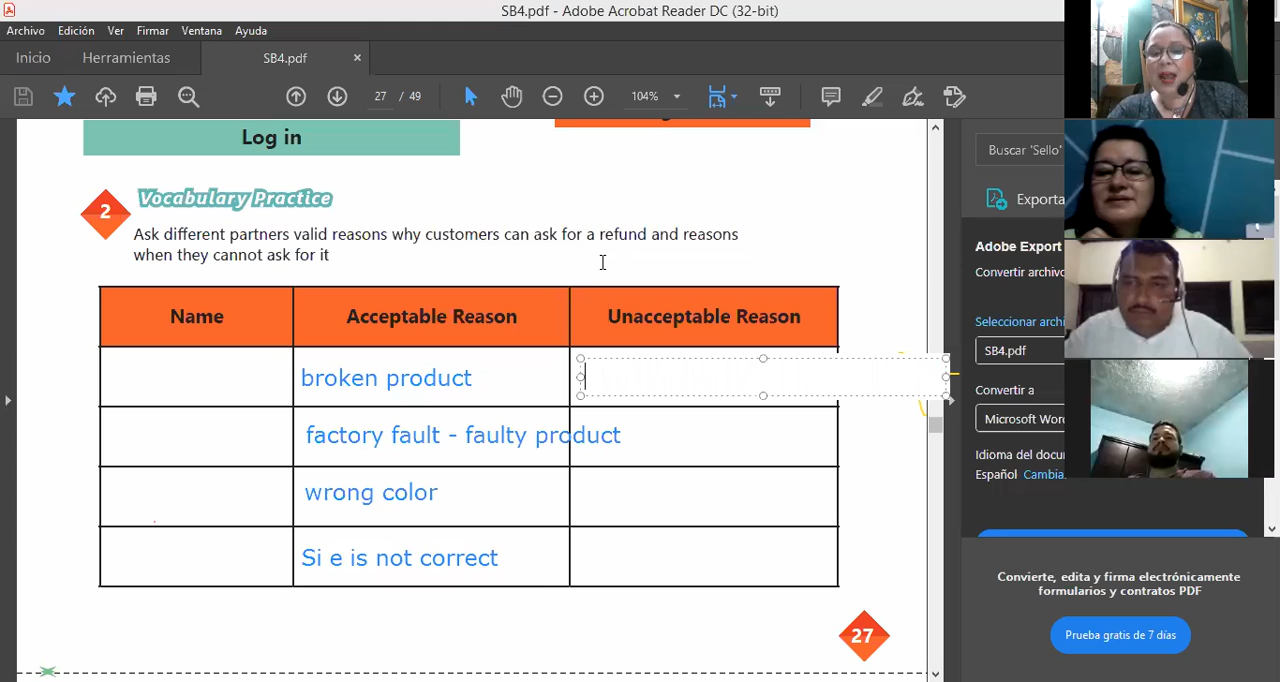 SB4.pdf - Adobe Acrobat Reader DC (32-bit)
Archivo Edición Ver Firmar Ventana Ayuda
Inicio Herramientas SB4.pdf ×
27 / 49 104%
Log in
Buscar 'Sello'
2 Vocabulary Practice
Exporta
Ask different partners valid reasons why customers can ask for a refund and reasons
when they cannot ask for it
Adobe Export
Convertir archivo
Name Acceptable Reason Unacceptable Reason
Seleccionar archi
SB4.pdf
broken product
Convertir a
Microsoft Wor
factory fault - faulty product
Idioma del docum
Español Cambia
wrong color
Si e is not correct
Convierte, edita y firma electrónicamente
formularios y contratos PDF
Prueba gratis de 7 días
27